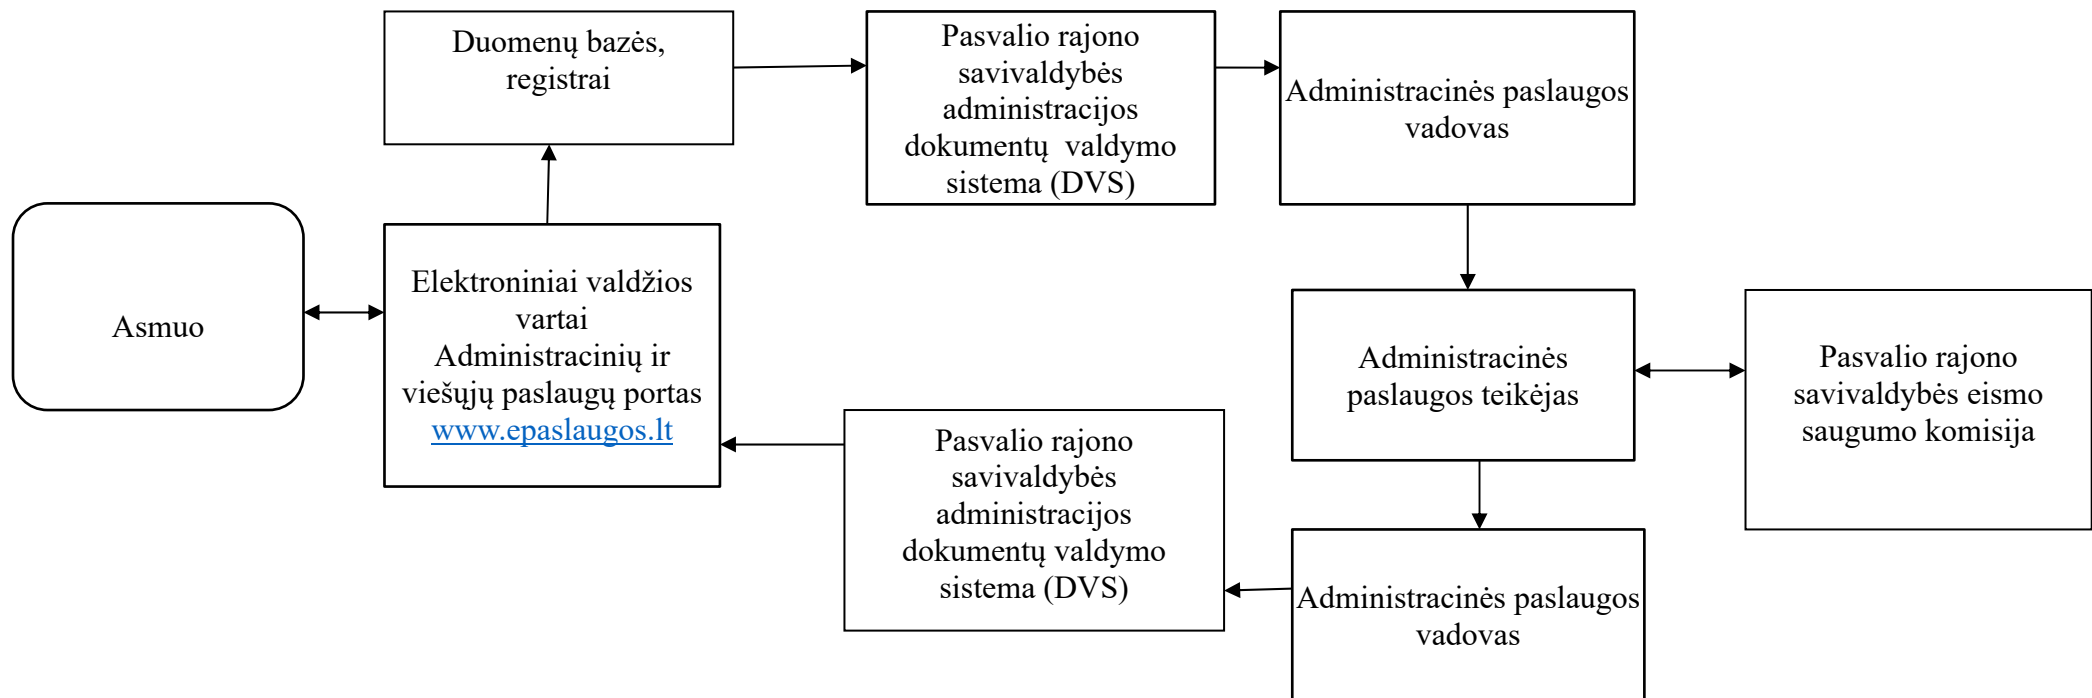 Duomenų bazės,
registrai
Pasvalio rajono
savivaldybės
administracijos
dokumentų valdymo
sistema (DVS)
Administracinės paslaugos
vadovas
Asmuo
Elektroniniai valdžios
vartai
Administracinių ir
viešųjų paslaugų portas
www.epaslaugos.lt
Administracinės
paslaugos teikėjas
Pasvalio rajono
savivaldybės eismo
saugumo komisija
Pasvalio rajono
savivaldybės
administracijos
dokumentų valdymo
sistema (DVS)
Administracinės paslaugos
vadovas